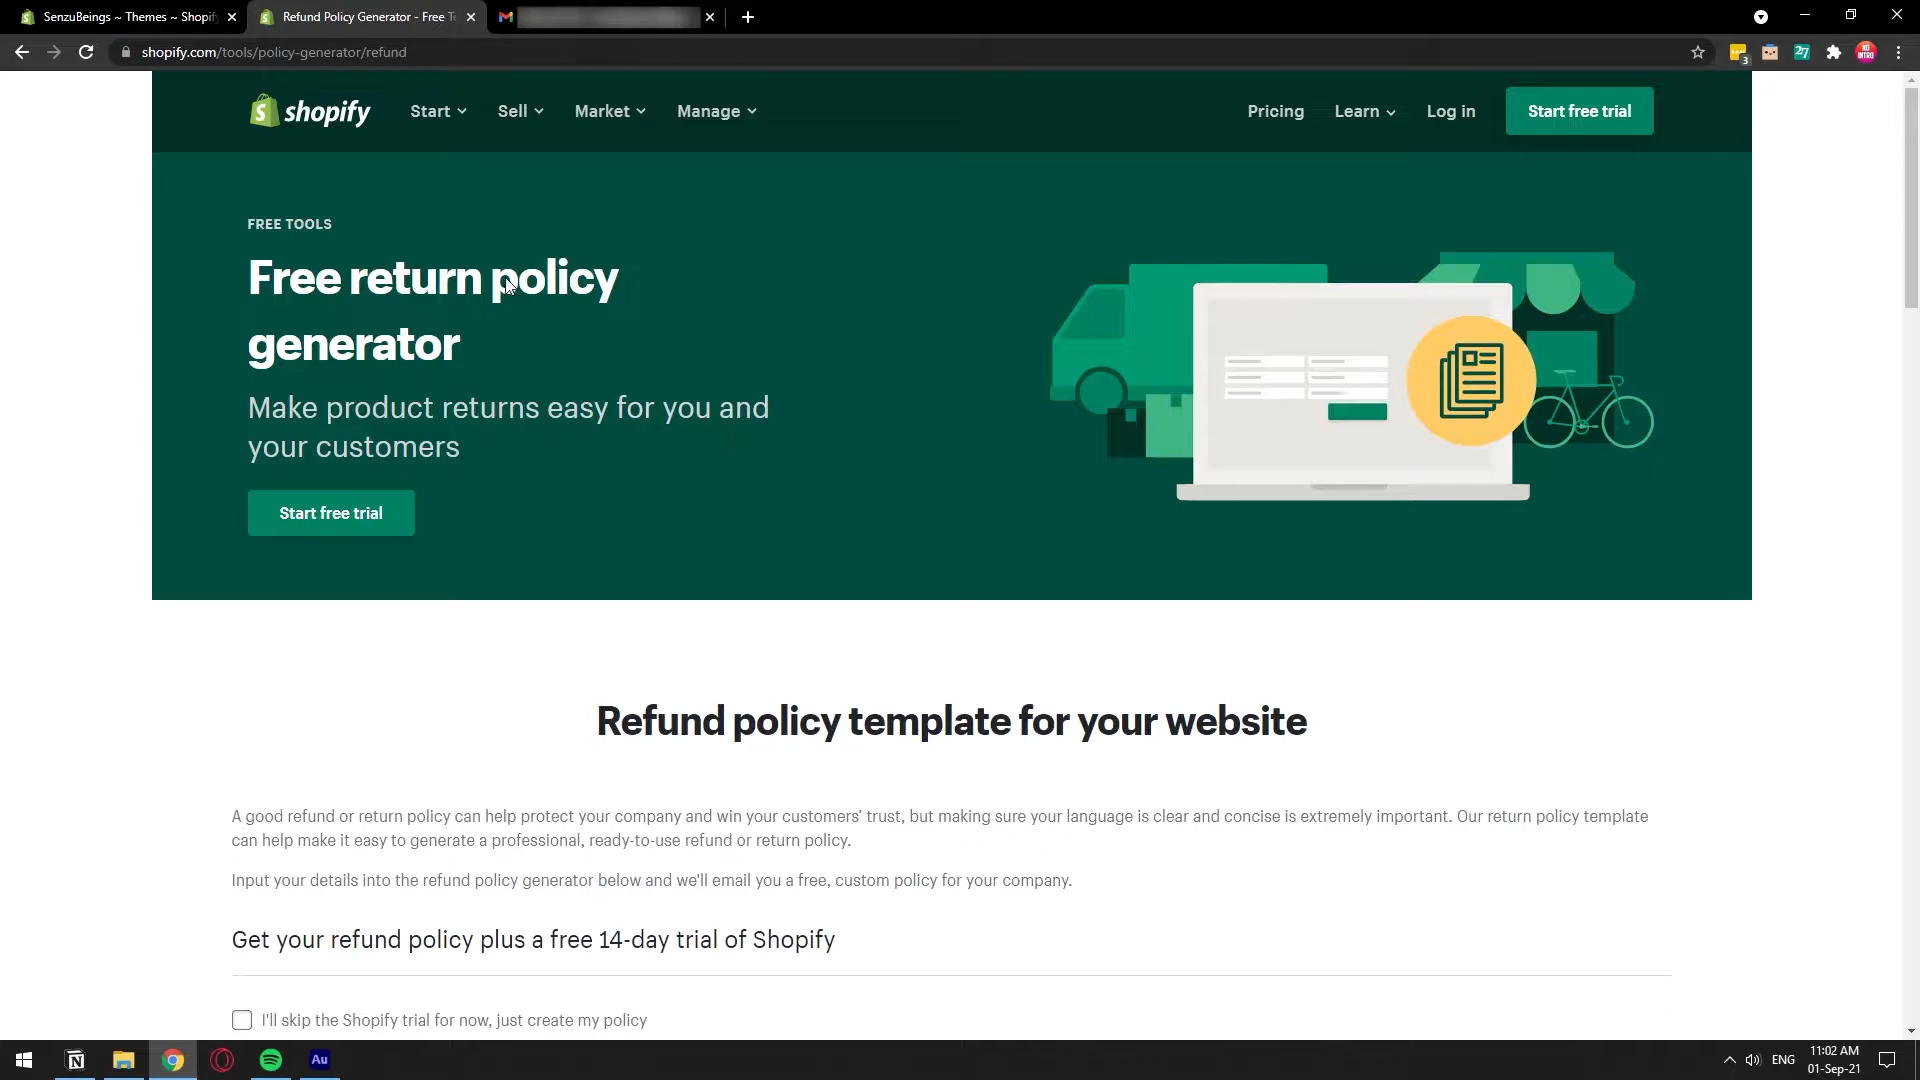 SenzuBeings ~ Themes ~ Shopif
Refund Policy Generator - Free Te
shopify.com/tools/policy-generator/refund
3
27
NO INTRO
shopify
Start
Sell
Market
Manage
Pricing
Learn
Log in
Start free trial
FREE TOOLS
Free return policy
generator
Make product returns easy for you and
your customers
Start free trial
Refund policy template for your website
A good refund or return policy can help protect your company and win your customers' trust, but making sure your language is clear and concise is extremely important. Our return policy template
can help make it easy to generate a professional, ready-to-use refund or return policy.
Input your details into the refund policy generator below and we'll email you a free, custom policy for your company.
Get your refund policy plus a free 14-day trial of Shopify
I'll skip the Shopify trial for now, just create my policy
Au
ENG
11:02 AM
01-Sep-21